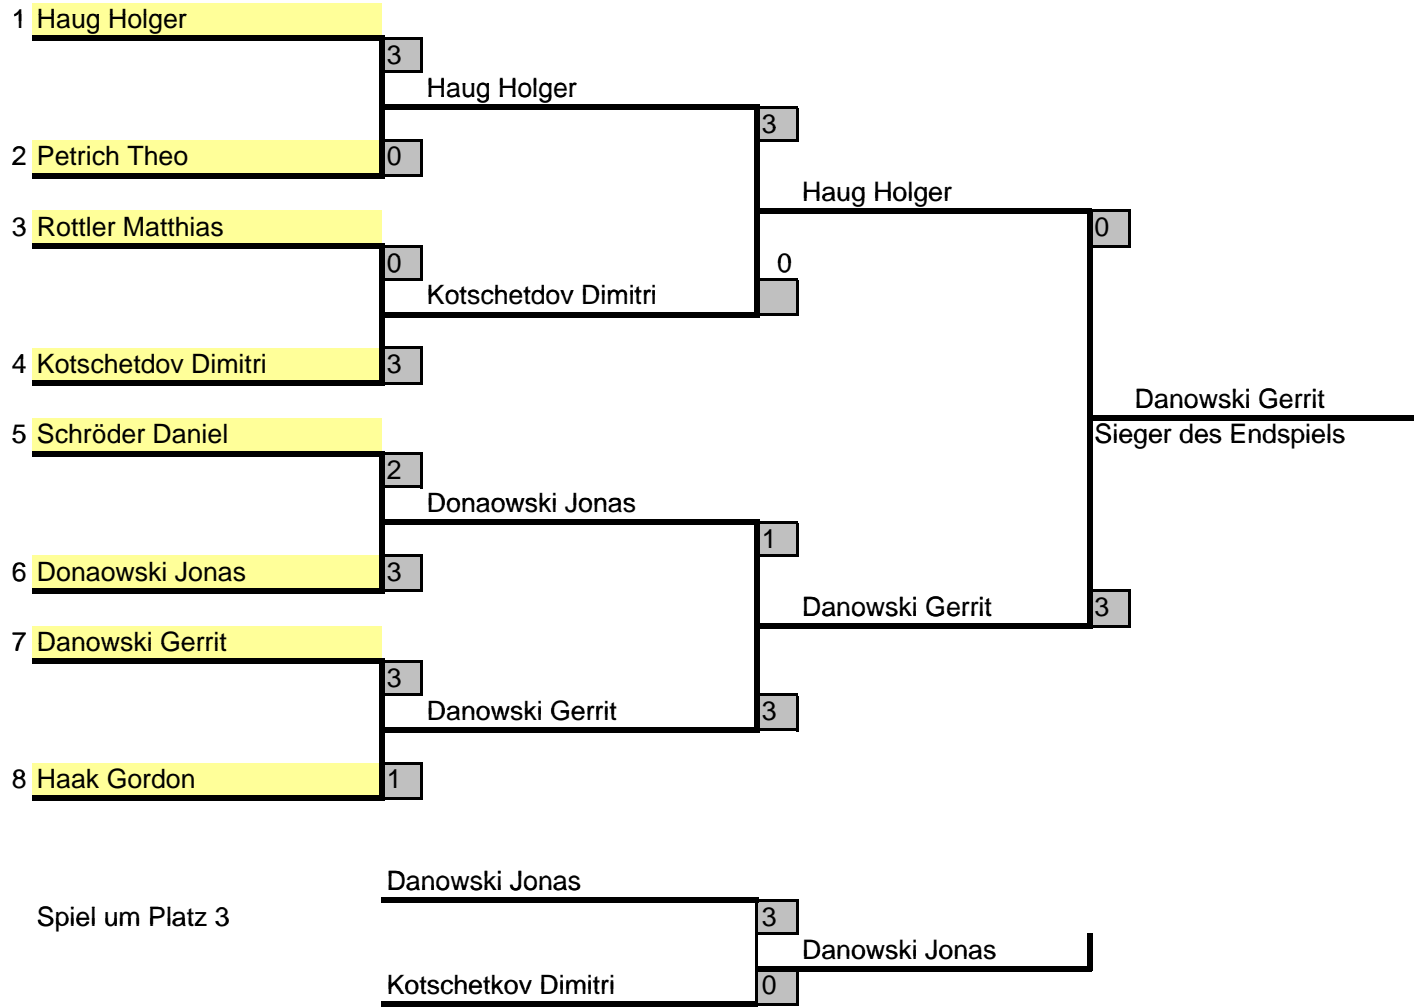 1 Haug Holger
3
Haug Holger
3
2 Petrich Theo
0
Haug Holger
3 Rottler Matthias
0
0
0
Kotschetdov Dimitri
4 Kotschetdov Dimitri
3
Danowski Gerrit
5 Schröder Daniel
Sieger des Endspiels
2
Donaowski Jonas
1
6 Donaowski Jonas
3
Danowski Gerrit
3
7 Danowski Gerrit
3
Danowski Gerrit
3
8 Haak Gordon
1
Danowski Jonas
Spiel um Platz 3
3
Danowski Jonas
Kotschetkov Dimitri
0